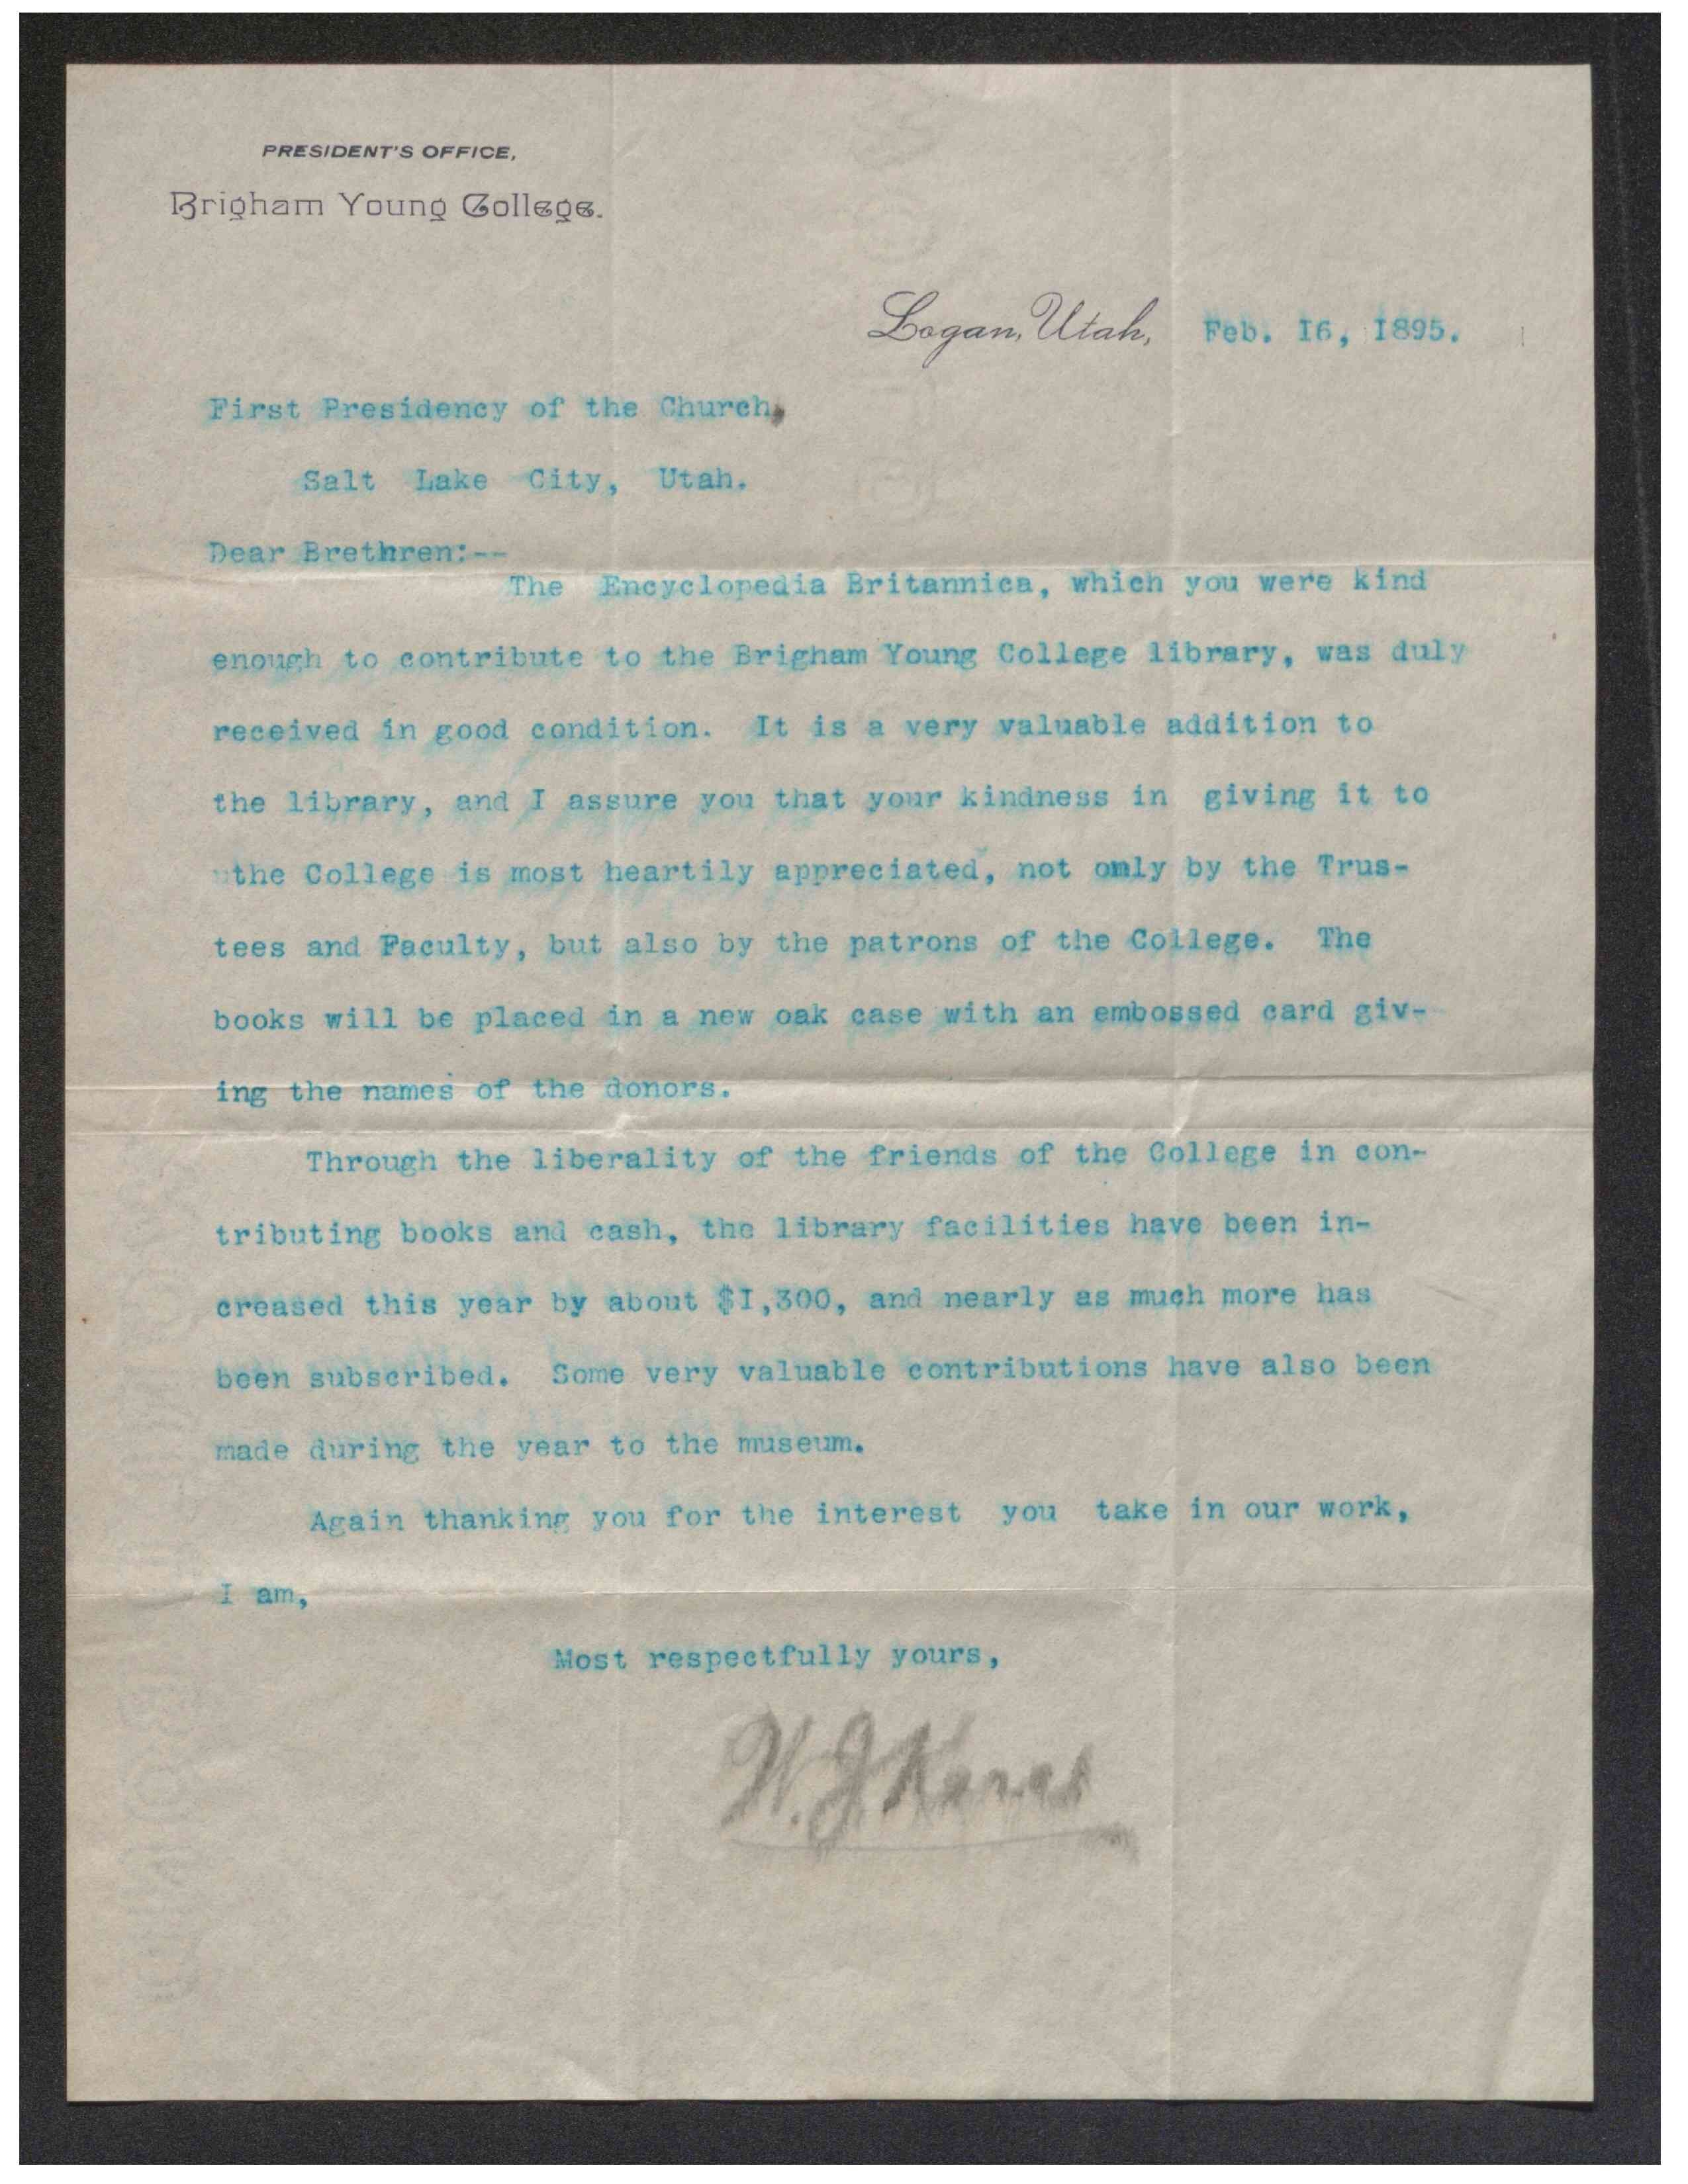 PRESIDENT'S OFFICE,
Brigham Young College.
Logan, Utah, Feb. I6, I895.
First Presidency of the Church,
Salt Lake City, Utah.
Dear Brethren:--
The Encyclopedia Britannica, which you were kind
enough to contribute to the Brigham Young College library, was duly
received in good condition. It is a very valuable addition to
the library, and I assure you that your kindness in giving it to
the College is most heartily appreciated, not only by the Trus-
tees and Faculty, but also by the patrons of the College. The
books will be placed in a new oak case with an embossed card giv-
ing the names of the donors.
Through the liberality of the friends of the College in con-
tributing books and cash, the library facilities have been in-
creased this year by about $I,300, and nearly as much more has
been subscribed. Some very valuable contributions have also been
made during the year to the museum.
Again thanking you for the interest you take in our work,
I am,
Most respectfully yours,
W. J. Kerr